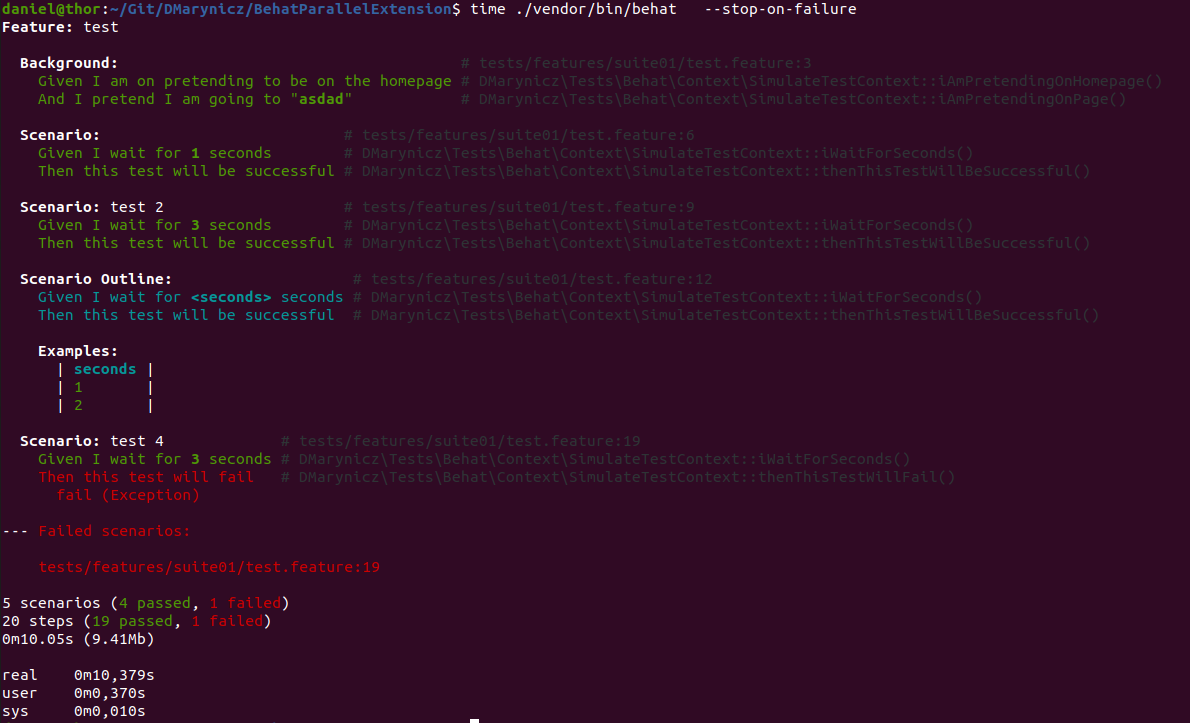 daniel@thor:~/Git/DMarynicz/BehatParallelExtension$ time ./vendor/bin/behat   --stop-on-failure
Feature: test

  Background:                                      # tests/features/suite01/test.feature:3
    Given I am on pretending to be on the homepage # DMarynicz\Tests\Behat\Context\SimulateTestContext::iAmPretendingOnHomepage()
    And I pretend I am going to "asdad"            # DMarynicz\Tests\Behat\Context\SimulateTestContext::iAmPretendingOnPage()

  Scenario:                           # tests/features/suite01/test.feature:6
    Given I wait for 1 seconds        # DMarynicz\Tests\Behat\Context\SimulateTestContext::iWaitForSeconds()
    Then this test will be successful # DMarynicz\Tests\Behat\Context\SimulateTestContext::thenThisTestWillBeSuccessful()

  Scenario: test 2                    # tests/features/suite01/test.feature:9
    Given I wait for 3 seconds        # DMarynicz\Tests\Behat\Context\SimulateTestContext::iWaitForSeconds()
    Then this test will be successful # DMarynicz\Tests\Behat\Context\SimulateTestContext::thenThisTestWillBeSuccessful()

  Scenario Outline:                    # tests/features/suite01/test.feature:12
    Given I wait for <seconds> seconds # DMarynicz\Tests\Behat\Context\SimulateTestContext::iWaitForSeconds()
    Then this test will be successful  # DMarynicz\Tests\Behat\Context\SimulateTestContext::thenThisTestWillBeSuccessful()

    Examples:
      | seconds |
      | 1       |
      | 2       |

  Scenario: test 4             # tests/features/suite01/test.feature:19
    Given I wait for 3 seconds # DMarynicz\Tests\Behat\Context\SimulateTestContext::iWaitForSeconds()
    Then this test will fail   # DMarynicz\Tests\Behat\Context\SimulateTestContext::thenThisTestWillFail()
      fail (Exception)

--- Failed scenarios:

    tests/features/suite01/test.feature:19

5 scenarios (4 passed, 1 failed)
20 steps (19 passed, 1 failed)
0m10.05s (9.41Mb)

real    0m10,379s
user    0m0,370s
sys     0m0,010s